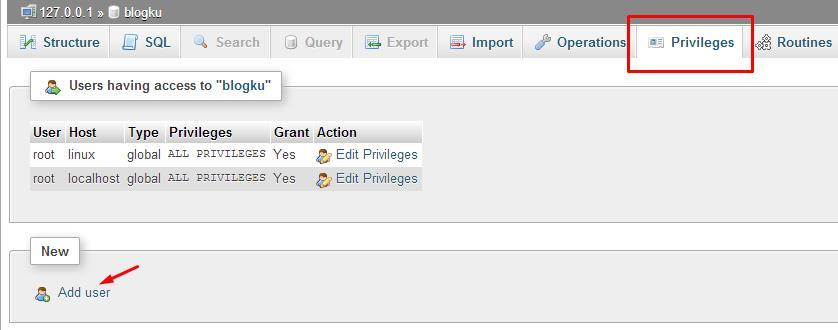 127.0.0.1 » blogku
Structure SQL Search Query Export Import Operations Privileges Routines
Users having access to "blogku"
User Host Type Privileges Grant Action
root linux global ALL PRIVILEGES Yes Edit Privileges
root localhost global ALL PRIVILEGES Yes Edit Privileges
New
Add user